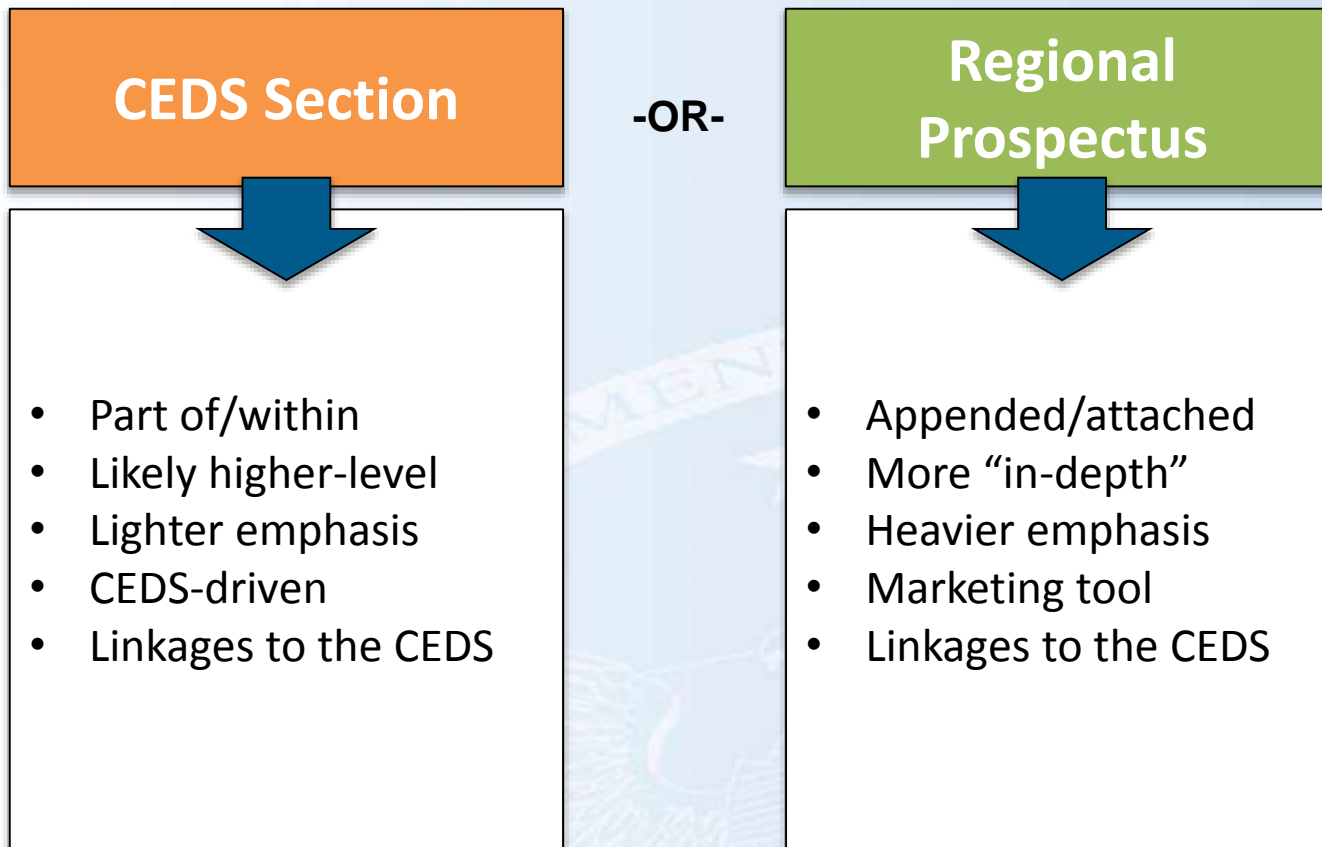 CEDS Section
-OR-
Regional
Prospectus
• Part of/within
• Likely higher-level
• Lighter emphasis
• CEDS-driven
• Linkages to the CEDS
• Appended/attached
• More “in-depth”
• Heavier emphasis
• Marketing tool
• Linkages to the CEDS